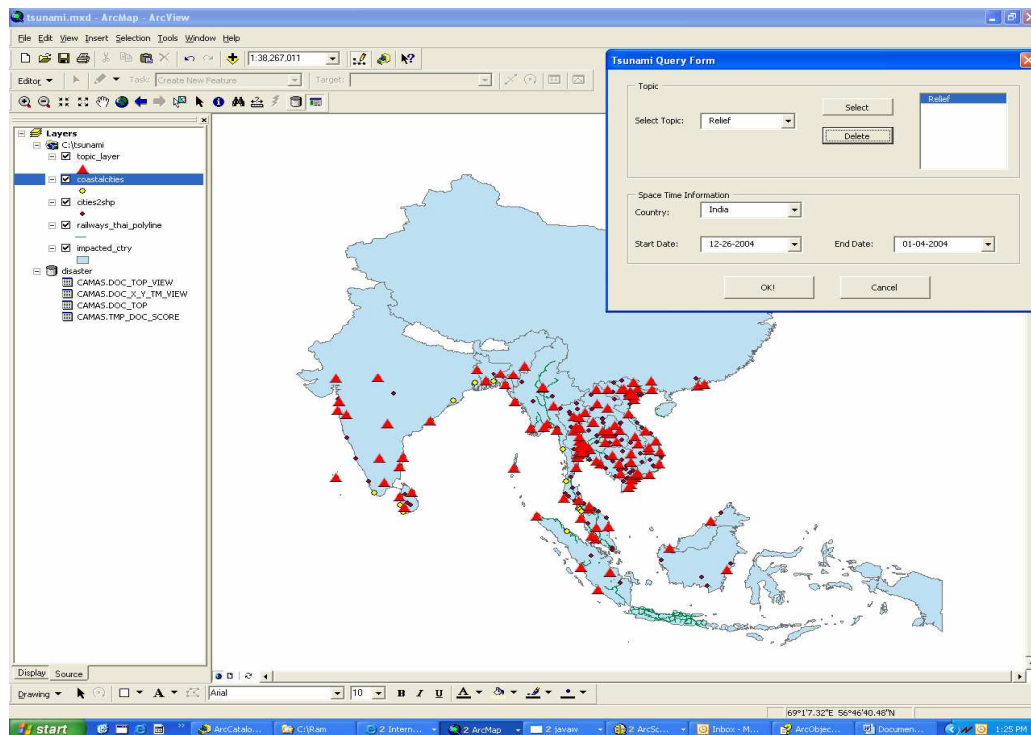 tsunami.mxd - ArcMap - ArcView
File Edit View Insert Selection Tools Window Help
1:38,267,011
Editor Task: Create New Feature Target:
Layers
C:\tsunami
topic_layer
coastalcities
cities2shp
railways_thai_polyline
impacted_ctry
disaster
CAMAS.DOC_TOP_VIEW
CAMAS.DOC_X_Y_TM_VIEW
CAMAS.DOC_TOP
CAMAS.TMP_DOC_SCORE
Tsunami Query Form
Topic
Select Topic: Relief
Select
Delete
Relief
Space Time Information
Country: India
Start Date: 12-26-2004 End Date: 01-04-2004
OK! Cancel
Display Source
Drawing A Arial 10 B I U A
69°1'7.32"E 56°46'40.48"N
start ArcCatalo... C:\Ram 2 Intern... 2 ArcMap 2 javaw 2 ArcSc... Inbox - M... ArcObjec... Documen... 1:25 PM